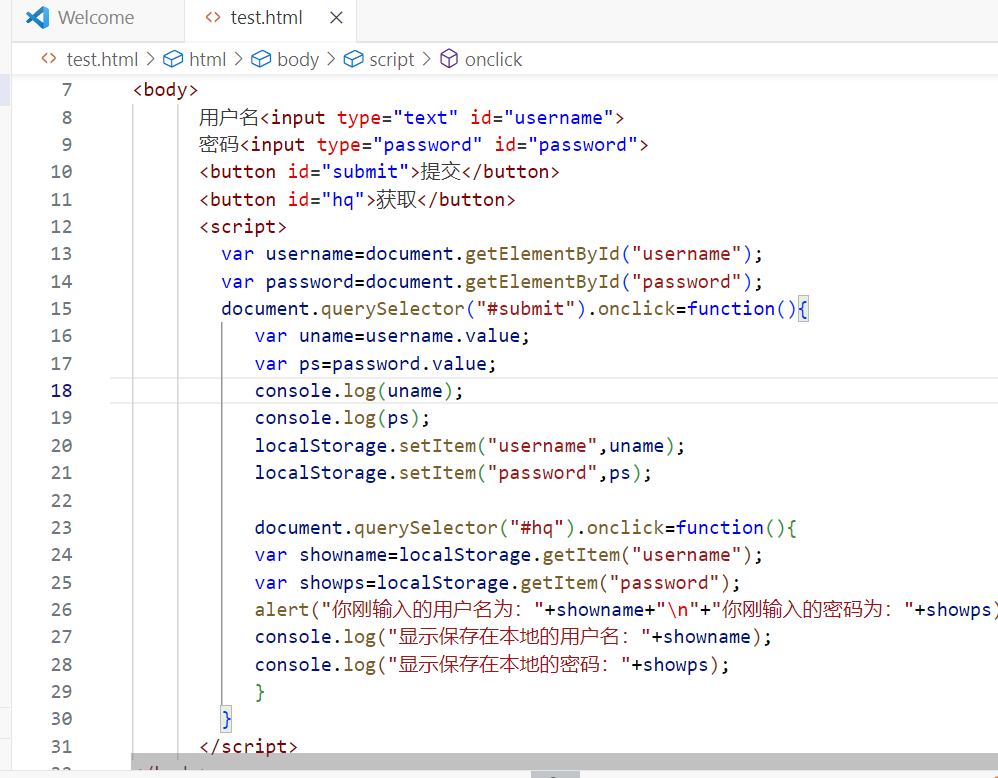 Welcome
test.html
test.html > html > body > script > onclick
7 <body>
8 用户名<input type="text" id="username">
9 密码<input type="password" id="password">
10 <button id="submit">提交</button>
11 <button id="hq">获取</button>
12 <script>
13 var username=document.getElementById("username");
14 var password=document.getElementById("password");
15 document.querySelector("#submit").onclick=function(){
16 var uname=username.value;
17 var ps=password.value;
18 console.log(uname);
19 console.log(ps);
20 localStorage.setItem("username",uname);
21 localStorage.setItem("password",ps);
22
23 document.querySelector("#hq").onclick=function(){
24 var showname=localStorage.getItem("username");
25 var showps=localStorage.getItem("password");
26 alert("你刚输入的用户名为："+showname+"\n"+"你刚输入的密码为："+showps)
27 console.log("显示保存在本地的用户名："+showname);
28 console.log("显示保存在本地的密码："+showps);
29 }
30 }
31 </script>